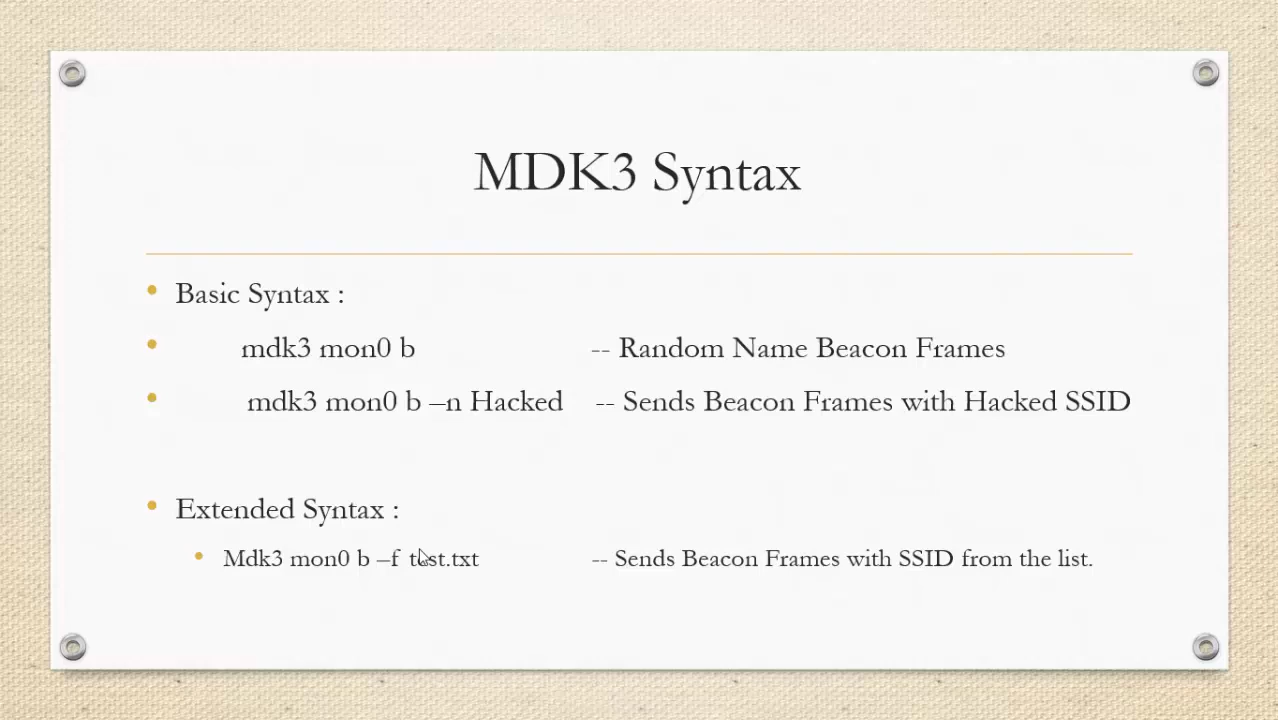 MDK3 Syntax
Basic Syntax :
mdk3 mon0 b -- Random Name Beacon Frames
mdk3 mon0 b –n Hacked -- Sends Beacon Frames with Hacked SSID
Extended Syntax :
Mdk3 mon0 b –f test.txt -- Sends Beacon Frames with SSID from the list.